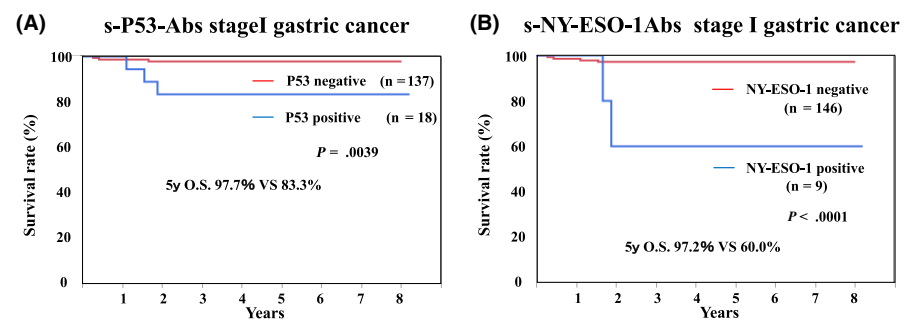 (A) s-P53-Abs stageI gastric cancer
Survival rate (%)
100
80
60
40
20
0
P53 negative (n =137)
P53 positive (n = 18)
P = .0039
5y O.S. 97.7% VS 83.3%
1 2 3 4 5 6 7 8
Years
(B) s-NY-ESO-1Abs stage I gastric cancer
Survival rate (%)
100
80
60
40
20
0
NY-ESO-1 negative
(n = 146)
NY-ESO-1 positive
(n = 9)
P < .0001
5y O.S. 97.2% VS 60.0%
1 2 3 4 5 6 7 8
Years